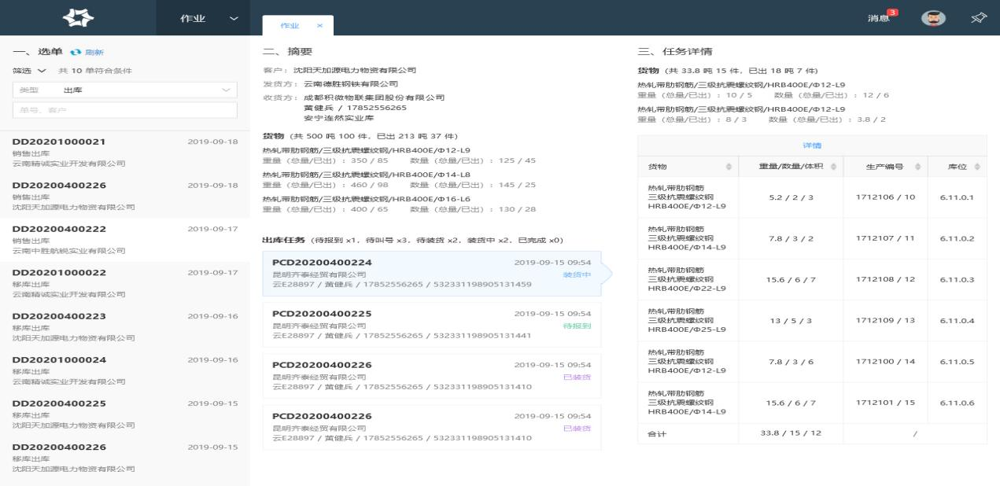 作业
作业 ×
消息 3
一、选单 刷新
筛选 共 10 单符合条件
类型 出库
单号、客户
DD20201000021 2019-09-18
销售出库
云南精诚实业开发有限公司
DD20200400226 2019-09-18
销售出库
沈阳天加源电力物资有限公司
DD20200400222 2019-09-17
销售出库
云南中胜航锐实业有限公司
DD20201000022 2019-09-17
移库出库
云南精诚实业开发有限公司
DD20200400223 2019-09-16
移库出库
沈阳天加源电力物资有限公司
DD20201000024 2019-09-16
移库出库
云南精诚实业开发有限公司
DD20200400225 2019-09-15
移库出库
沈阳天加源电力物资有限公司
DD20200400226 2019-09-15
移库出库
沈阳天加源电力物资有限公司
二、摘要
客户： 沈阳天加源电力物资有限公司
发货方： 云南德胜钢铁有限公司
收货方： 成都积微物联集团股份有限公司
黄健兵 / 17852556265
安宁连然实业库
货物（共 500 吨 100 件，已出 213 吨 37 件）
热轧带肋钢筋/三级抗震螺纹钢/HRB400E/Φ12-L9
重量（总量/已出）：350 / 85 数量（总量/已出）：125 / 45
热轧带肋钢筋/三级抗震螺纹钢/HRB400E/Φ14-L8
重量（总量/已出）：460 / 98 数量（总量/已出）：145 / 25
热轧带肋钢筋/三级抗震螺纹钢/HRB400E/Φ16-L6
重量（总量/已出）：400 / 65 数量（总量/已出）：130 / 28
出库任务（待报到 x1，待叫号 x3，待装货 x2，装货中 x2，已完成 x0）
PCD20200400224 2019-09-15 09:54
昆明齐泰经贸有限公司 装货中
云E28897 / 黄健兵 / 17852556265 / 532331198905131459
PCD20200400225 2019-09-15 09:54
昆明齐泰经贸有限公司 待报到
云E28897 / 黄健兵 / 17852556265 / 532331198905131441
PCD20200400226 2019-09-15 09:54
昆明齐泰经贸有限公司 已装货
云E28897 / 黄健兵 / 17852556265 / 532331198905131410
PCD20200400226 2019-09-15 09:54
昆明齐泰经贸有限公司 已装货
云E28897 / 黄健兵 / 17852556265 / 532331198905131410
三、任务详情
货物（共 33.8 吨 15 件，已出 18 吨 7 件）
热轧带肋钢筋/三级抗震螺纹钢/HRB400E/Φ12-L9
重量（总量/已出）：10 / 5 数量（总量/已出）：12 / 6
热轧带肋钢筋/三级抗震螺纹钢/HRB400E/Φ12-L9
重量（总量/已出）：8 / 3 数量（总量/已出）：3.8 / 2
详情
货物 重量/数量/体积 生产编号 库位
热轧带肋钢筋
三级抗震螺纹钢 5.2 / 2 / 3 1712106 / 10 6.11.0.1
HRB400E/Φ12-L9
热轧带肋钢筋
三级抗震螺纹钢 7.8 / 3 / 2 1712107 / 11 6.11.0.2
HRB400E/Φ14-L9
热轧带肋钢筋
三级抗震螺纹钢 15.6 / 6 / 7 1712108 / 12 6.11.0.3
HRB400E/Φ22-L9
热轧带肋钢筋
三级抗震螺纹钢 13 / 5 / 3 1712109 / 13 6.11.0.4
HRB400E/Φ25-L9
热轧带肋钢筋
三级抗震螺纹钢 7.8 / 3 / 6 1712100 / 14 6.11.0.5
HRB400E/Φ12-L9
热轧带肋钢筋
三级抗震螺纹钢 15.6 / 6 / 7 1712101 / 15 6.11.0.6
HRB400E/Φ14-L9
合计 33.8 / 15 / 12 /